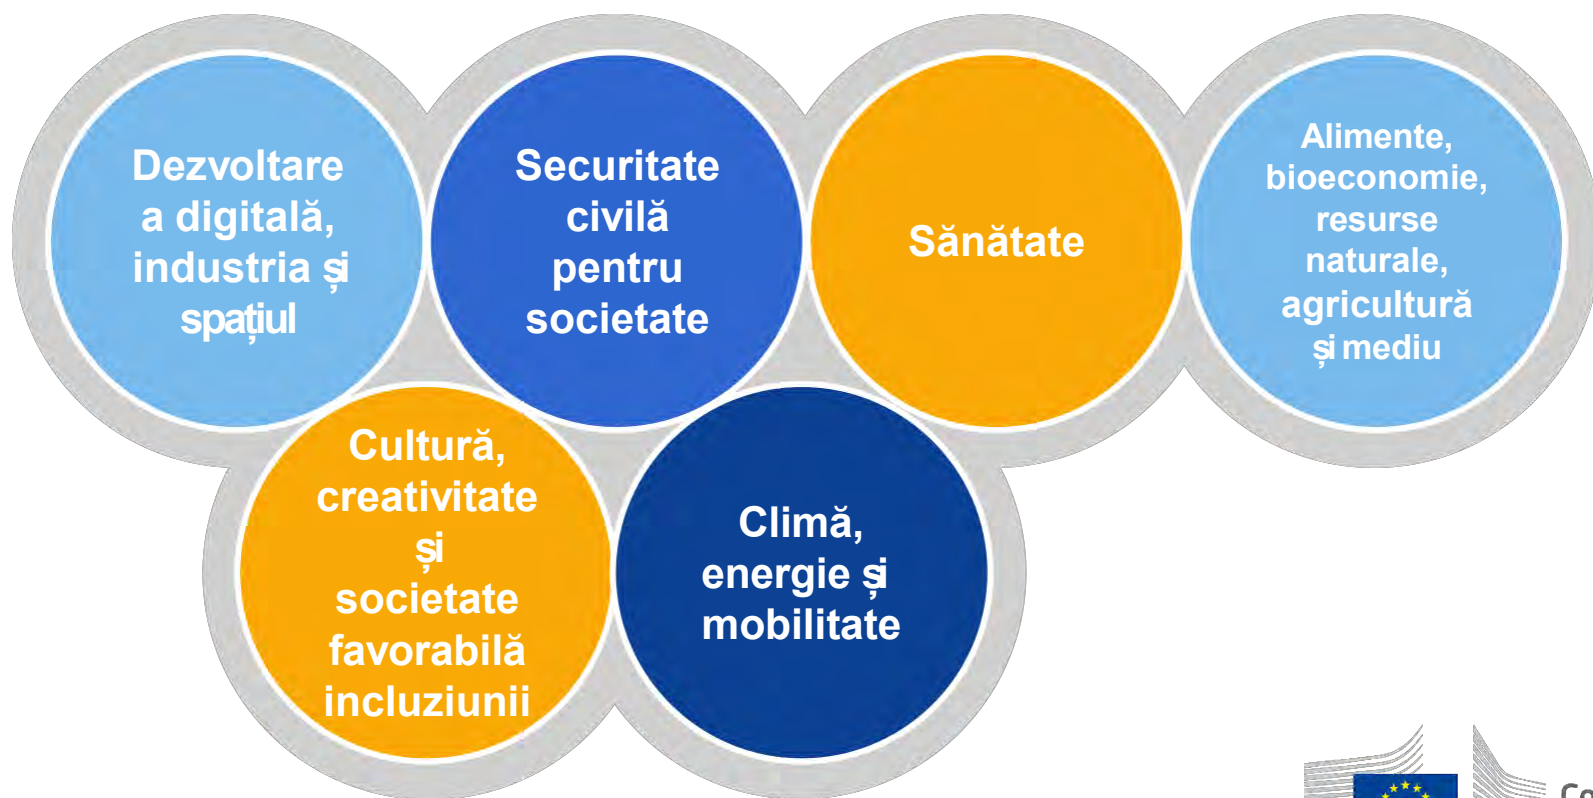 Dezvoltare
a digitală,
industria și
spațiul
Securitate
civilă
pentru
societate
Sănătate
Alimente,
bioeconomie,
resurse
naturale,
agricultură
și mediu
Cultură,
creativitate
și
societate
favorabilă
incluziunii
Climă,
energie și
mobilitate